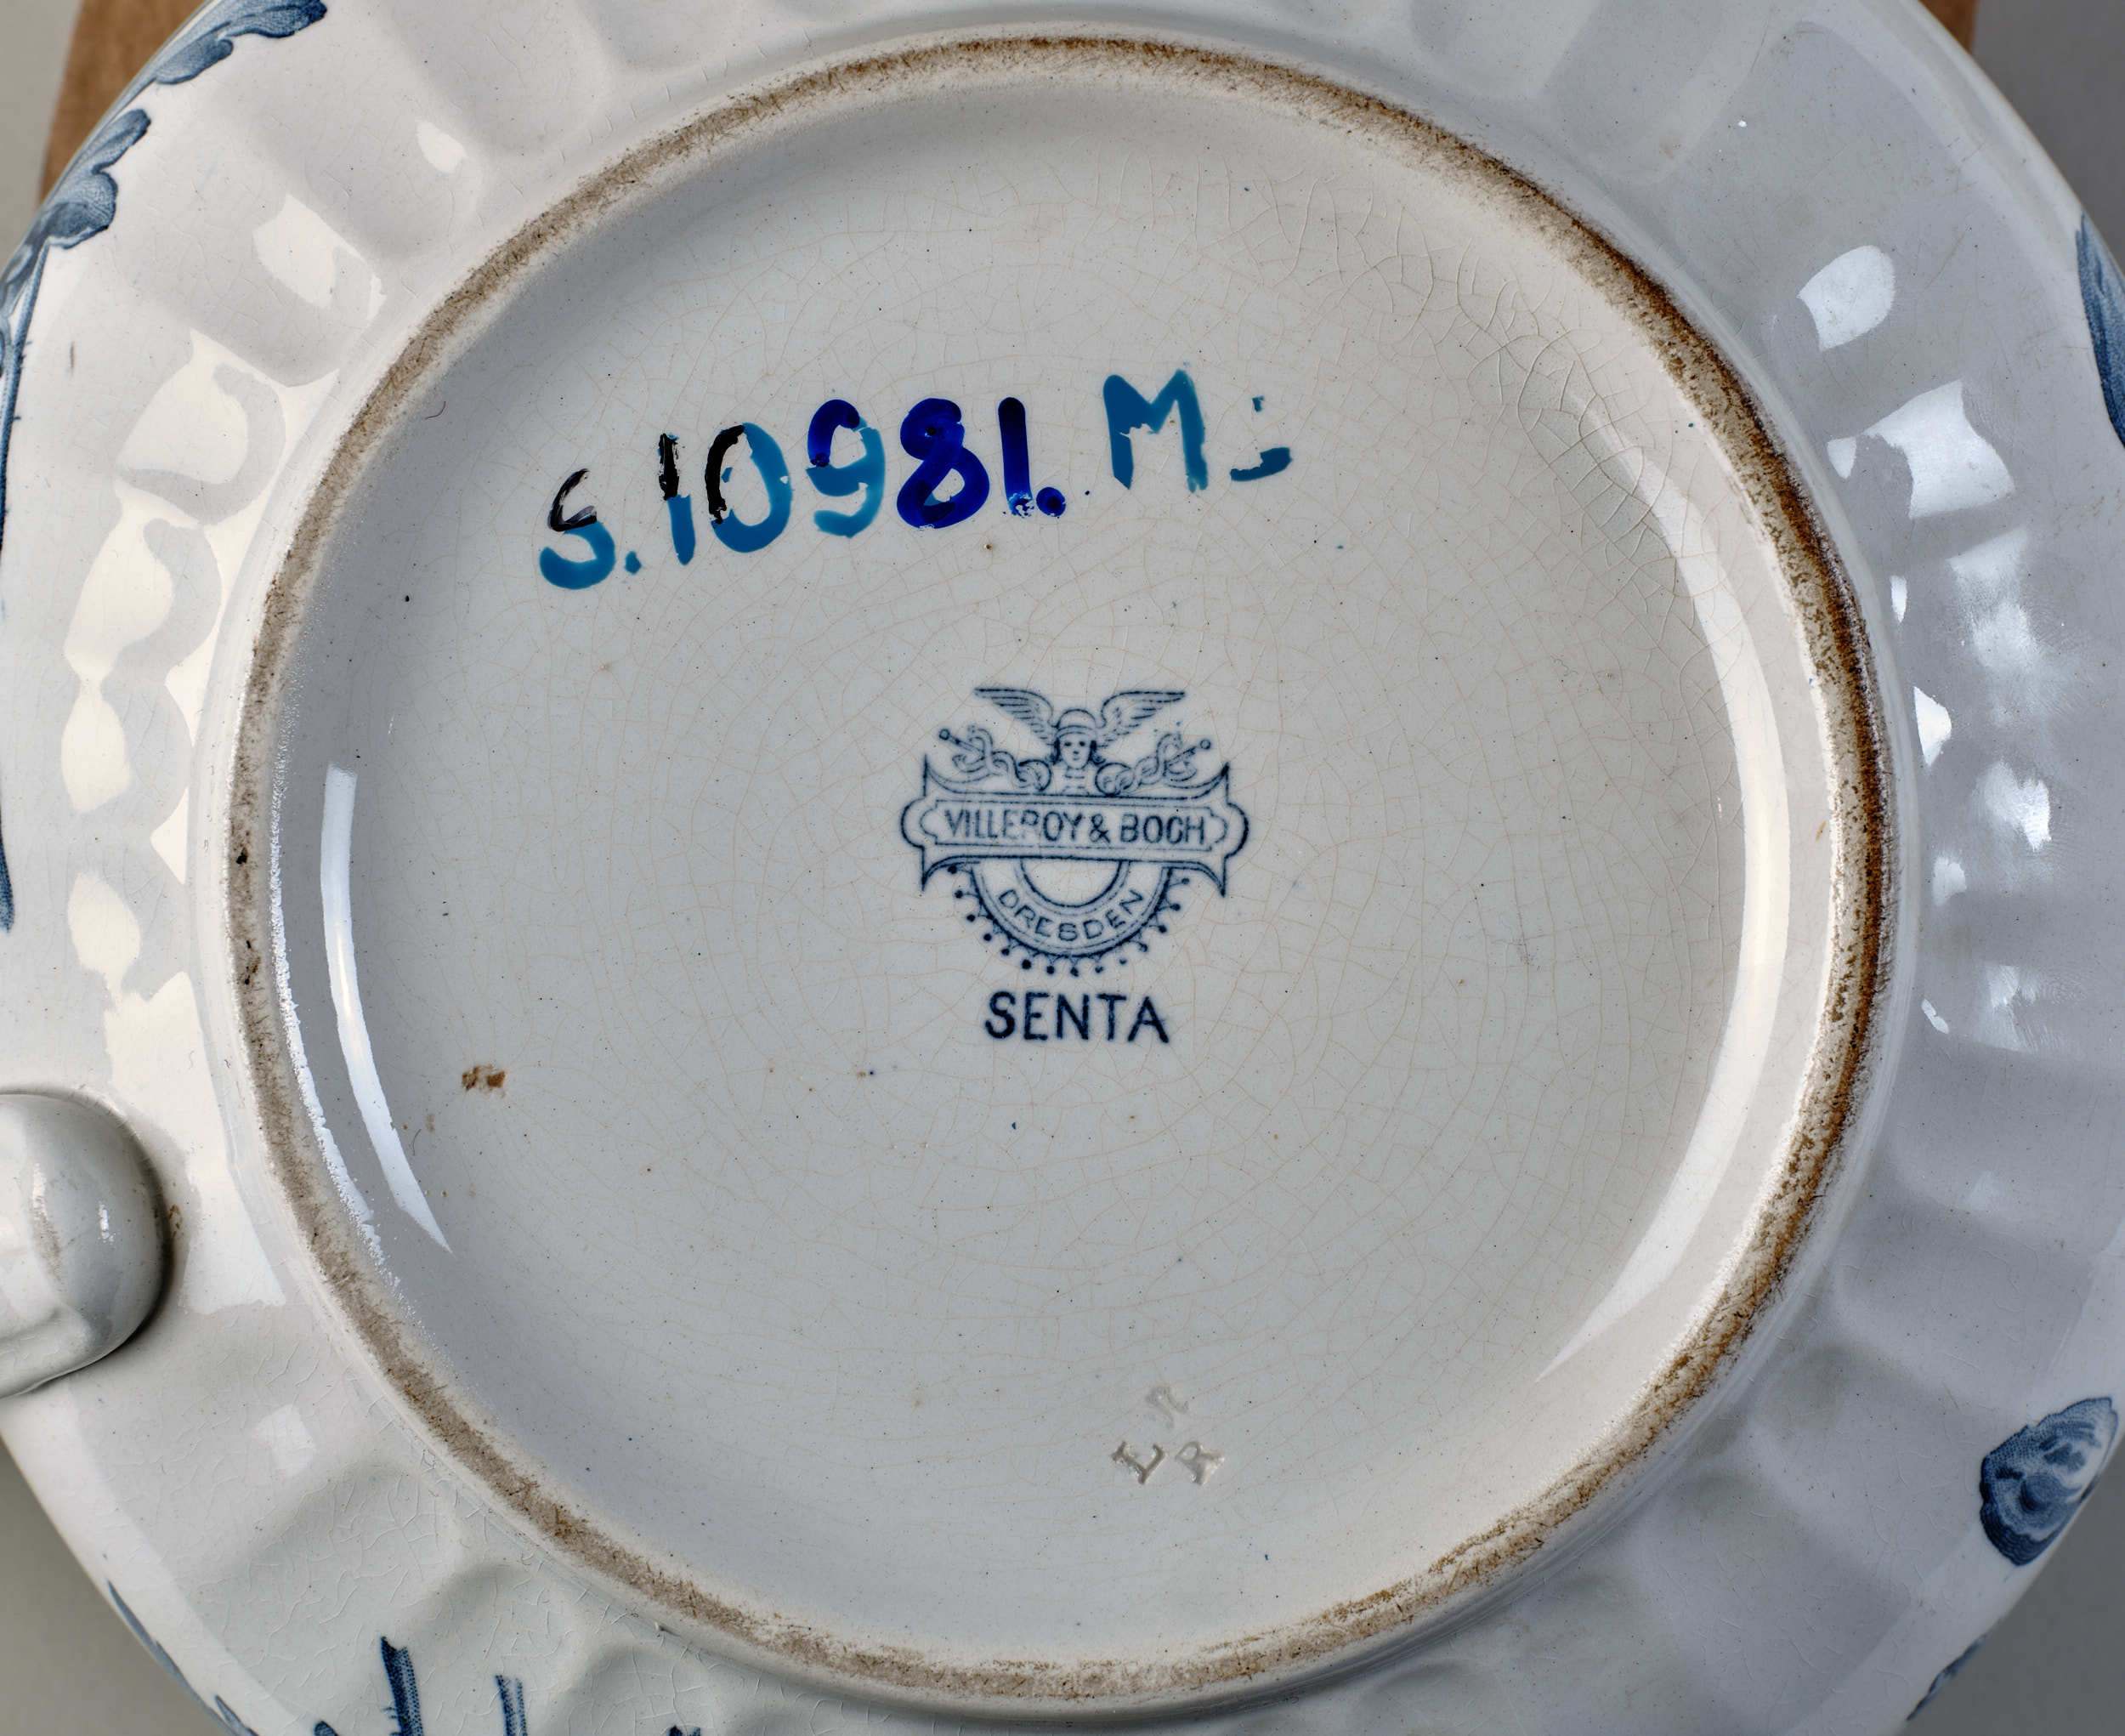 S.10981. M:
VILLEROY & BOCH
DRESDEN
SENTA
L R